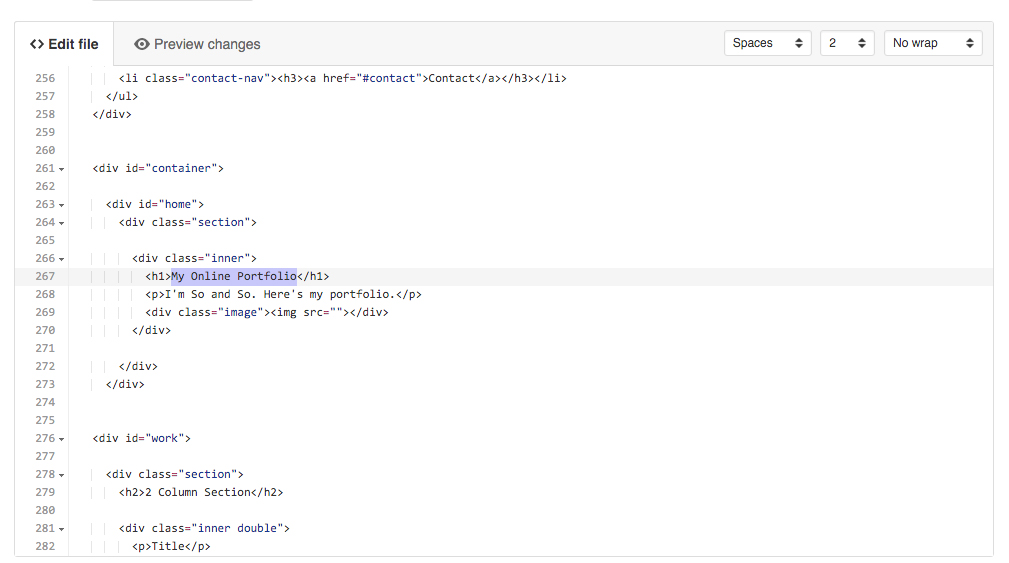 <> Edit file Preview changes Spaces 2 No wrap
256 <li class="contact-nav"><h3><a href="#contact">Contact</a></h3></li>
257 </ul>
258 </div>
259
260
261 <div id="container">
262
263 <div id="home">
264 <div class="section">
265
266 <div class="inner">
267 <h1>My Online Portfolio</h1>
268 <p>I'm So and So. Here's my portfolio.</p>
269 <div class="image"><img src=""></div>
270 </div>
271
272 </div>
273 </div>
274
275
276 <div id="work">
277
278 <div class="section">
279 <h2>2 Column Section</h2>
280
281 <div class="inner double">
282 <p>Title</p>